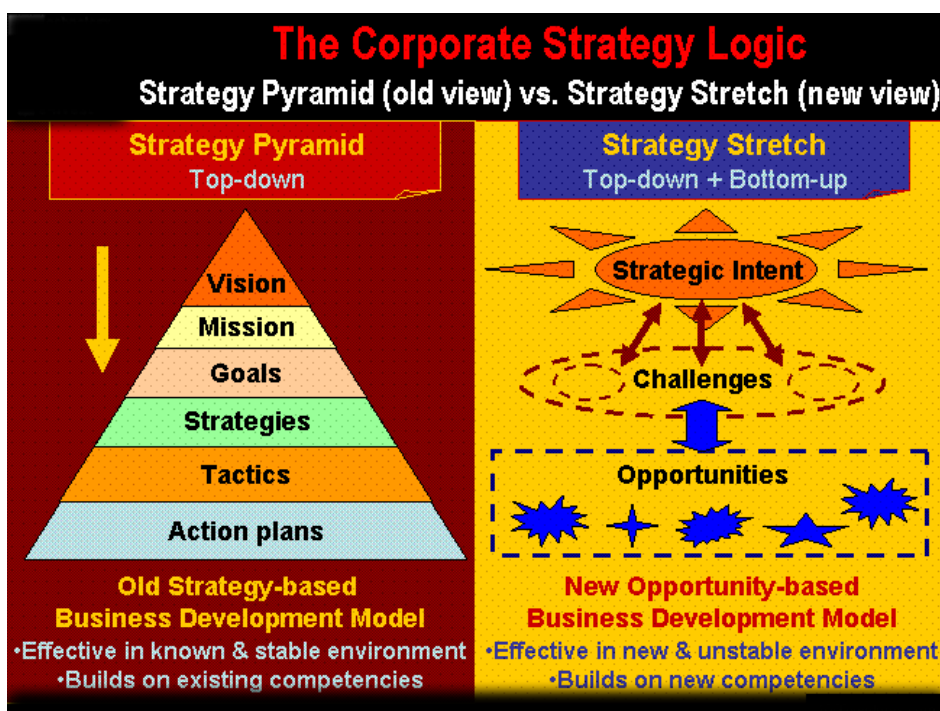 The Corporate Strategy Logic
Strategy Pyramid (old view) vs. Strategy Stretch (new view)
Strategy Pyramid
Top-down
Vision
Mission
Goals
Strategies
Tactics
Action plans
Old Strategy-based
Business Development Model
•Effective in known & stable environment
•Builds on existing competencies
Strategy Stretch
Top-down + Bottom-up
Strategic Intent
Challenges
Opportunities
New Opportunity-based
Business Development Model
•Effective in new & unstable environment
•Builds on new competencies